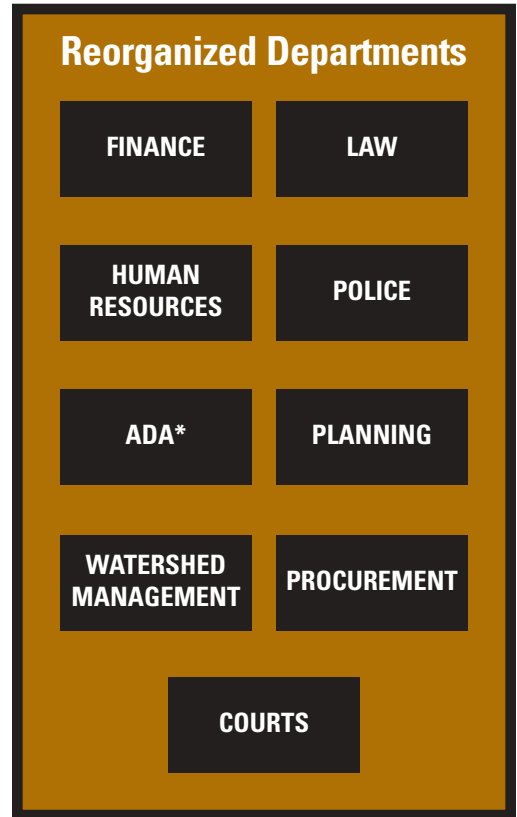 Reorganized Departments
FINANCE
LAW
HUMAN
RESOURCES
POLICE
ADA*
PLANNING
WATERSHED
MANAGEMENT
PROCUREMENT
COURTS